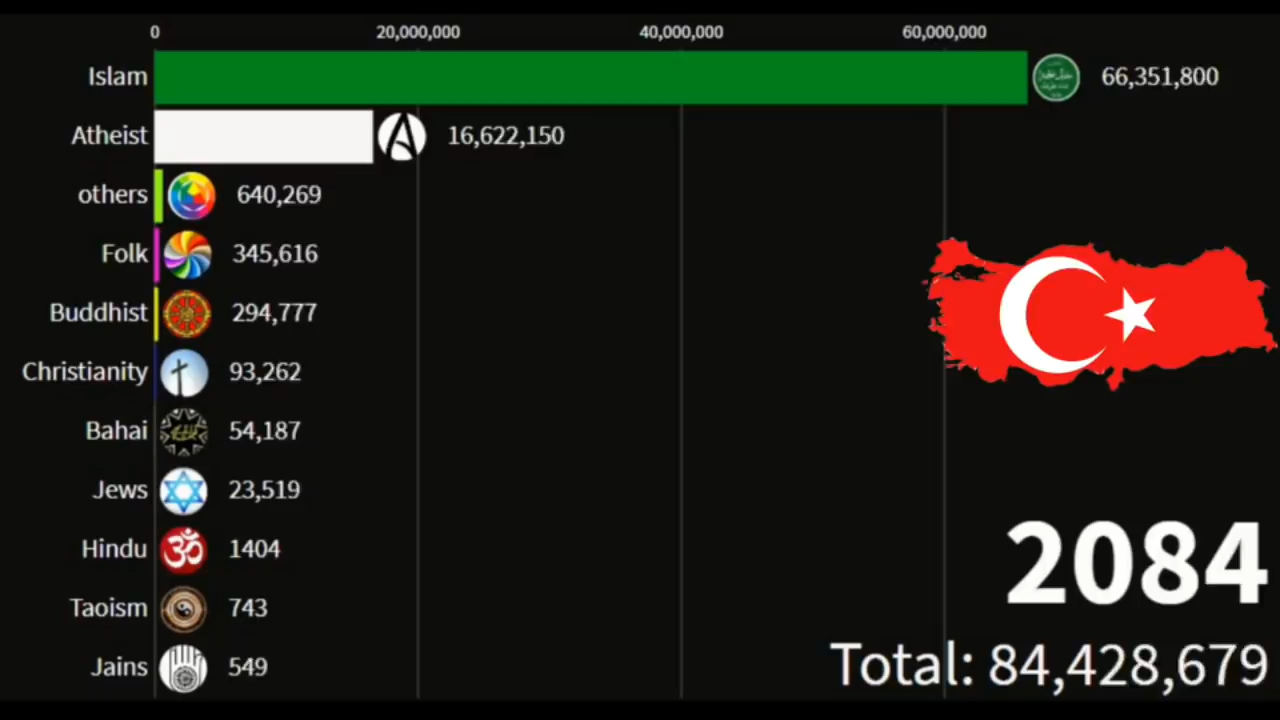 0 20,000,000 40,000,000 60,000,000
Islam 66,351,800
Atheist 16,622,150
others 640,269
Folk 345,616
Buddhist 294,777
Christianity 93,262
Bahai 54,187
Jews 23,519
Hindu 1404
Taoism 743
Jains 549
2084
Total: 84,428,679